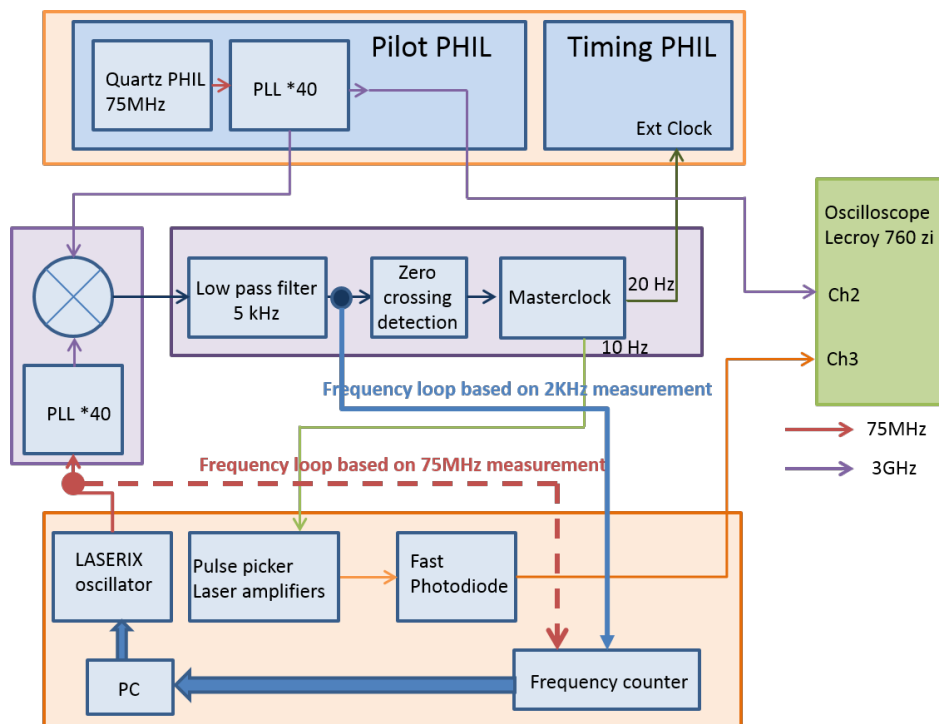 Pilot PHIL
Timing PHIL
Quartz PHIL
75MHz
PLL *40
Ext Clock
Oscilloscope
Lecroy 760 zi
Ch2
Ch3
Low pass filter
5 kHz
Zero
crossing
detection
Masterclock
20 Hz
10 Hz
PLL *40
Frequency loop based on 2KHz measurement
Frequency loop based on 75MHz measurement
75MHz
3GHz
LASERIX
oscillator
Pulse picker
Laser amplifiers
Fast
Photodiode
PC
Frequency counter